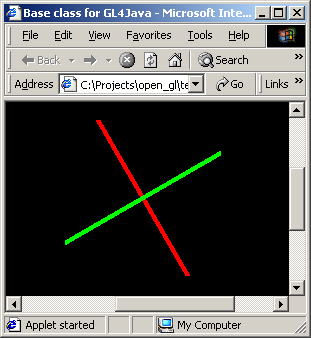 Base class for GL4Java - Microsoft Inte...
File Edit View Favorites Tools Help
Back Search
Address C:\Projects\open_gl\te Go Links »
Applet started My Computer